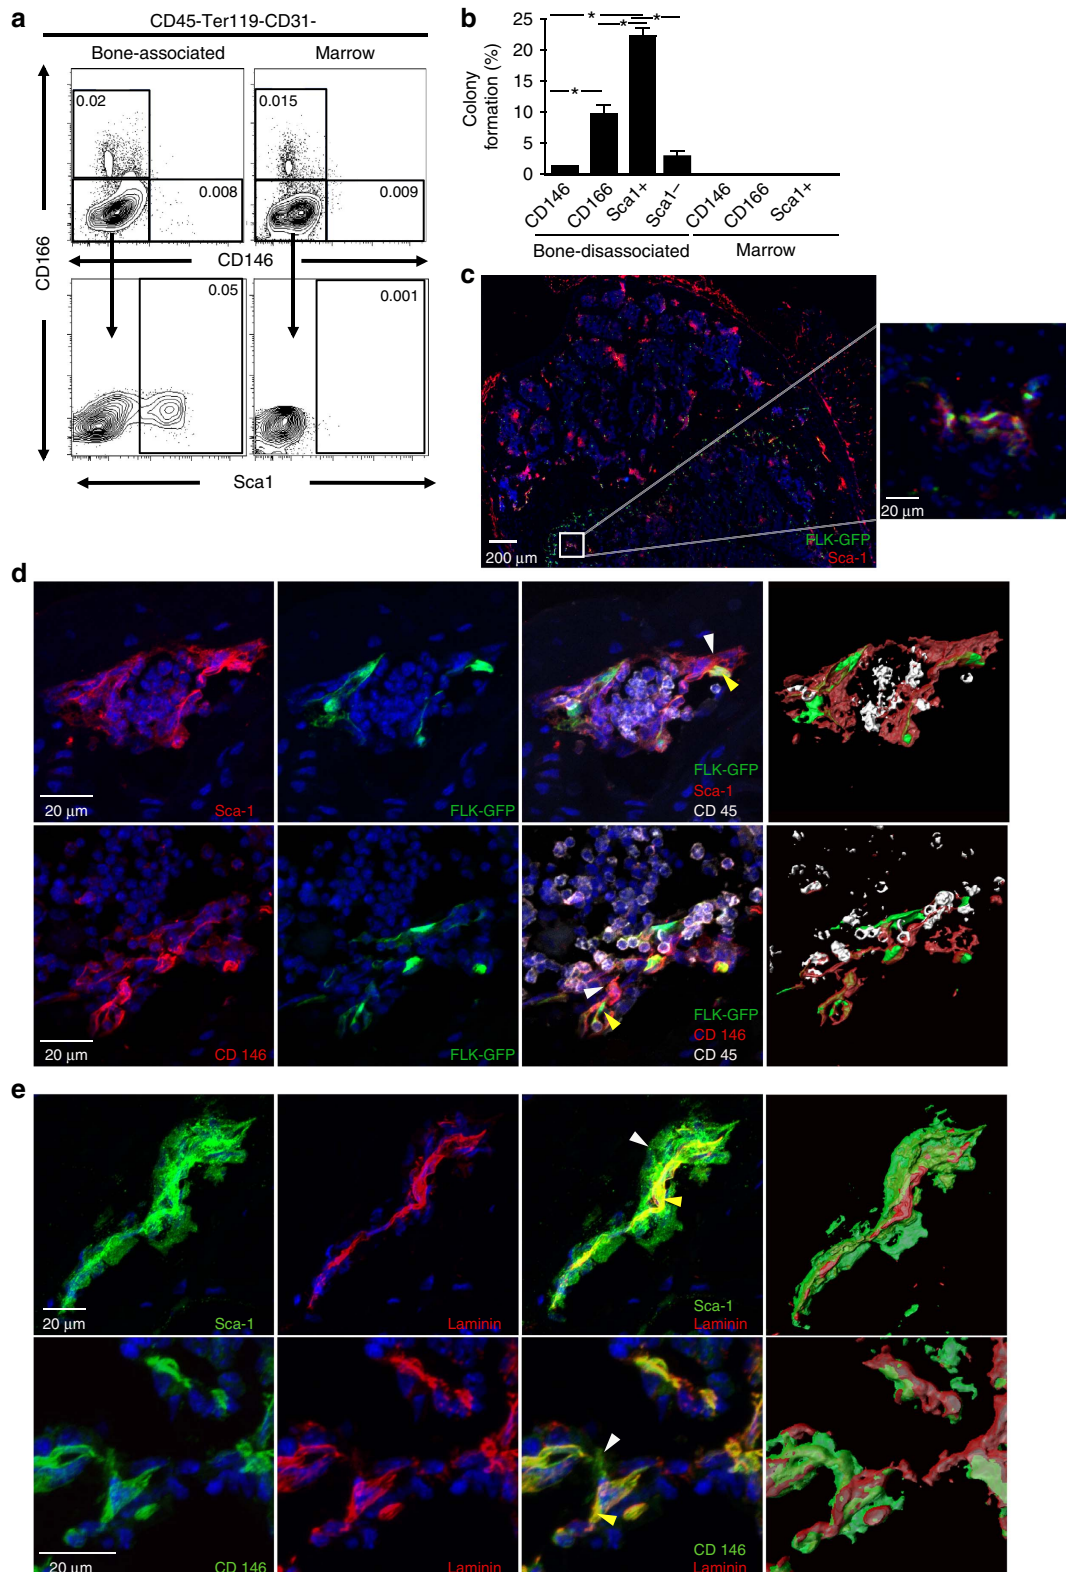 a
CD45-Ter119-CD31-
Bone-associated
Marrow
0.02
0.015
0.008
0.009
CD166
CD146
0.05
0.001
Sca1
b
Colony
formation (%)
25
20
15
10
5
0
* * *
*
CD146
CD166
Sca1+
Sca1–
CD146
CD166
Sca1+
Bone-disassociated
Marrow
c
200 µm
FLK-GFP
Sca-1
20 µm
d
20 µm
Sca-1
FLK-GFP
FLK-GFP
Sca-1
CD 45
20 µm
CD 146
FLK-GFP
FLK-GFP
CD 146
CD 45
e
20 µm
Sca-1
Laminin
Sca-1
Laminin
20 µm
CD 146
Laminin
CD 146
Laminin